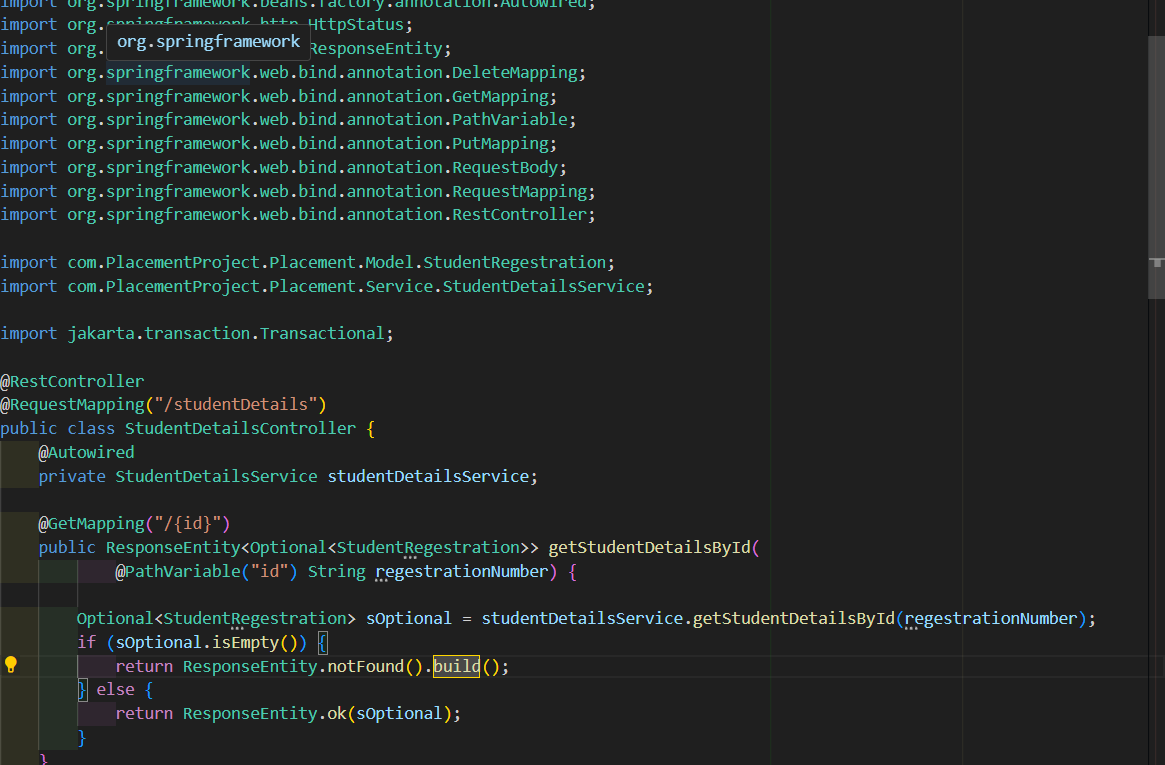 import org.springframework.beans.factory.annotation.Autowired;
import org.springframework.http.HttpStatus;
org.springframework
import org. ResponseEntity;
import org.springframework.web.bind.annotation.DeleteMapping;
import org.springframework.web.bind.annotation.GetMapping;
import org.springframework.web.bind.annotation.PathVariable;
import org.springframework.web.bind.annotation.PutMapping;
import org.springframework.web.bind.annotation.RequestBody;
import org.springframework.web.bind.annotation.RequestMapping;
import org.springframework.web.bind.annotation.RestController;
import com.PlacementProject.Placement.Model.StudentRegestration;
import com.PlacementProject.Placement.Service.StudentDetailsService;
import jakarta.transaction.Transactional;
@RestController
@RequestMapping("/studentDetails")
public class StudentDetailsController {
@Autowired
private StudentDetailsService studentDetailsService;
@GetMapping("/{id}")
public ResponseEntity<Optional<StudentRegestration>> getStudentDetailsById(
@PathVariable("id") String regestrationNumber) {
Optional<StudentRegestration> sOptional = studentDetailsService.getStudentDetailsById(regestrationNumber);
if (sOptional.isEmpty()) {
return ResponseEntity.notFound().build();
} else {
return ResponseEntity.ok(sOptional);
}
}